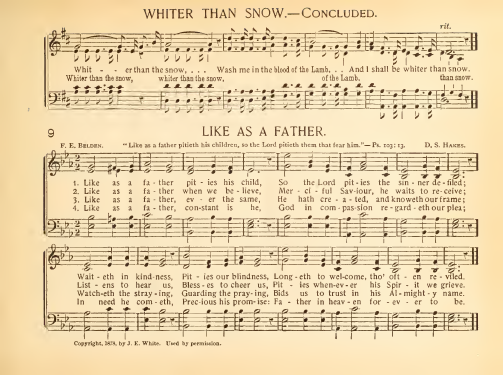 WHITER THAN SNOW.—CONCLUDED.
rit.
Whit - - er than the snow, . . . Wash me in the blood of the Lamb, . . And I shall be whiter than snow.
Whiter than the snow, whiter than the snow, of the Lamb. than snow.
9
LIKE AS A FATHER.
F. E. BELDEN. "Like as a father pitieth his children, so the Lord pitieth them that fear him."—Ps. 103: 13. D. S. HAKES.
1. Like as a fa - ther pit - ies his child, So the Lord pit - ies the sin - ner de - filed;
2. Like as a fa - ther when we be - lieve, Mer - ci - ful Sav - iour, he waits to re - ceive;
3. Like as a fa - ther, ev - er the same, He hath cre - a - ted, and knoweth our frame;
4. Like as a fa - ther, con - stant is he, God in com - pas - sion re - gard - eth our plea;
Wait - eth in kind - ness, Pit - ies our blindness, Long - eth to wel - come, tho' oft - en re - viled.
List - ens to hear us, Bless - es to cheer us, Pit - ies when - ev - er his Spir - it we grieve.
Watch - eth the stray - ing, Guarding the pray - ing, Bids us to trust in his Al - might - y name.
In need he com - eth, Prec - ious his prom - ise: Fa - ther in heav - en for - ev - er to be.
Copyright, 1878, by J. E. White. Used by permission.